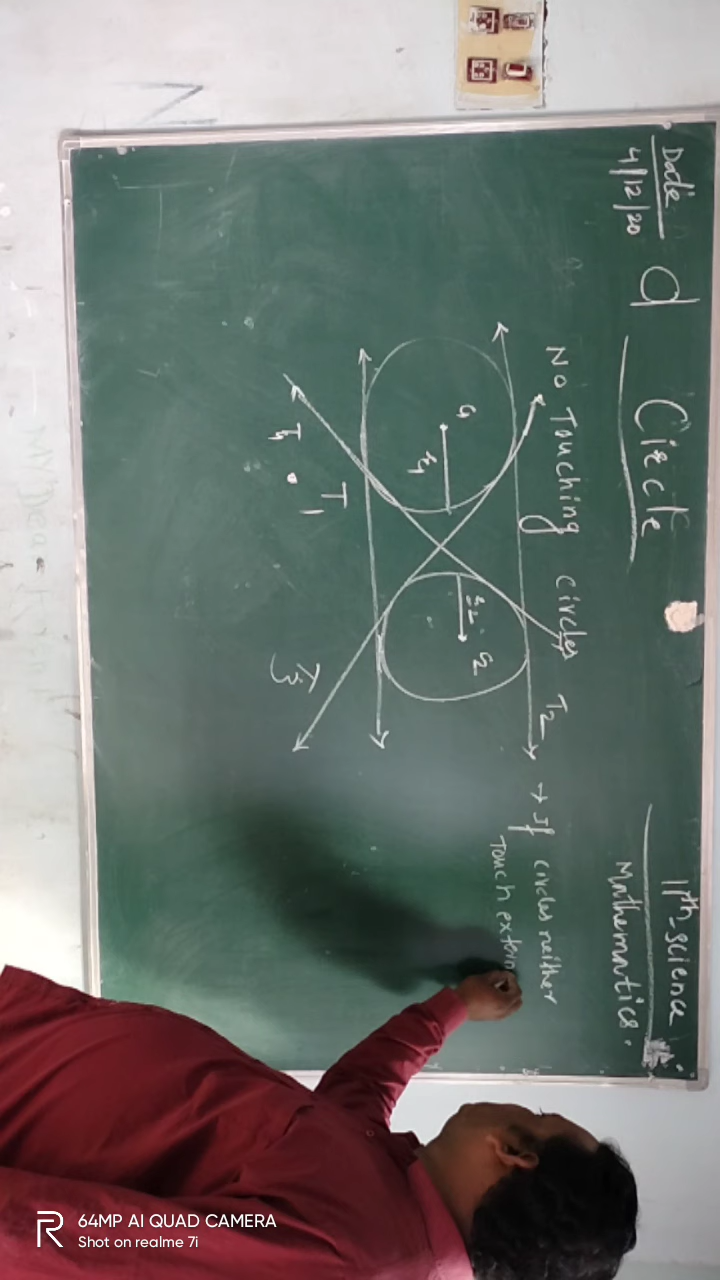 Date
4/12/20
Circle
11th-science
Mathematics.
No Touching circles
T2
→ If circles neither
Touch extern
C1
r1
r2
C2
T1
T4
T3
64MP AI QUAD CAMERA
Shot on realme 7i